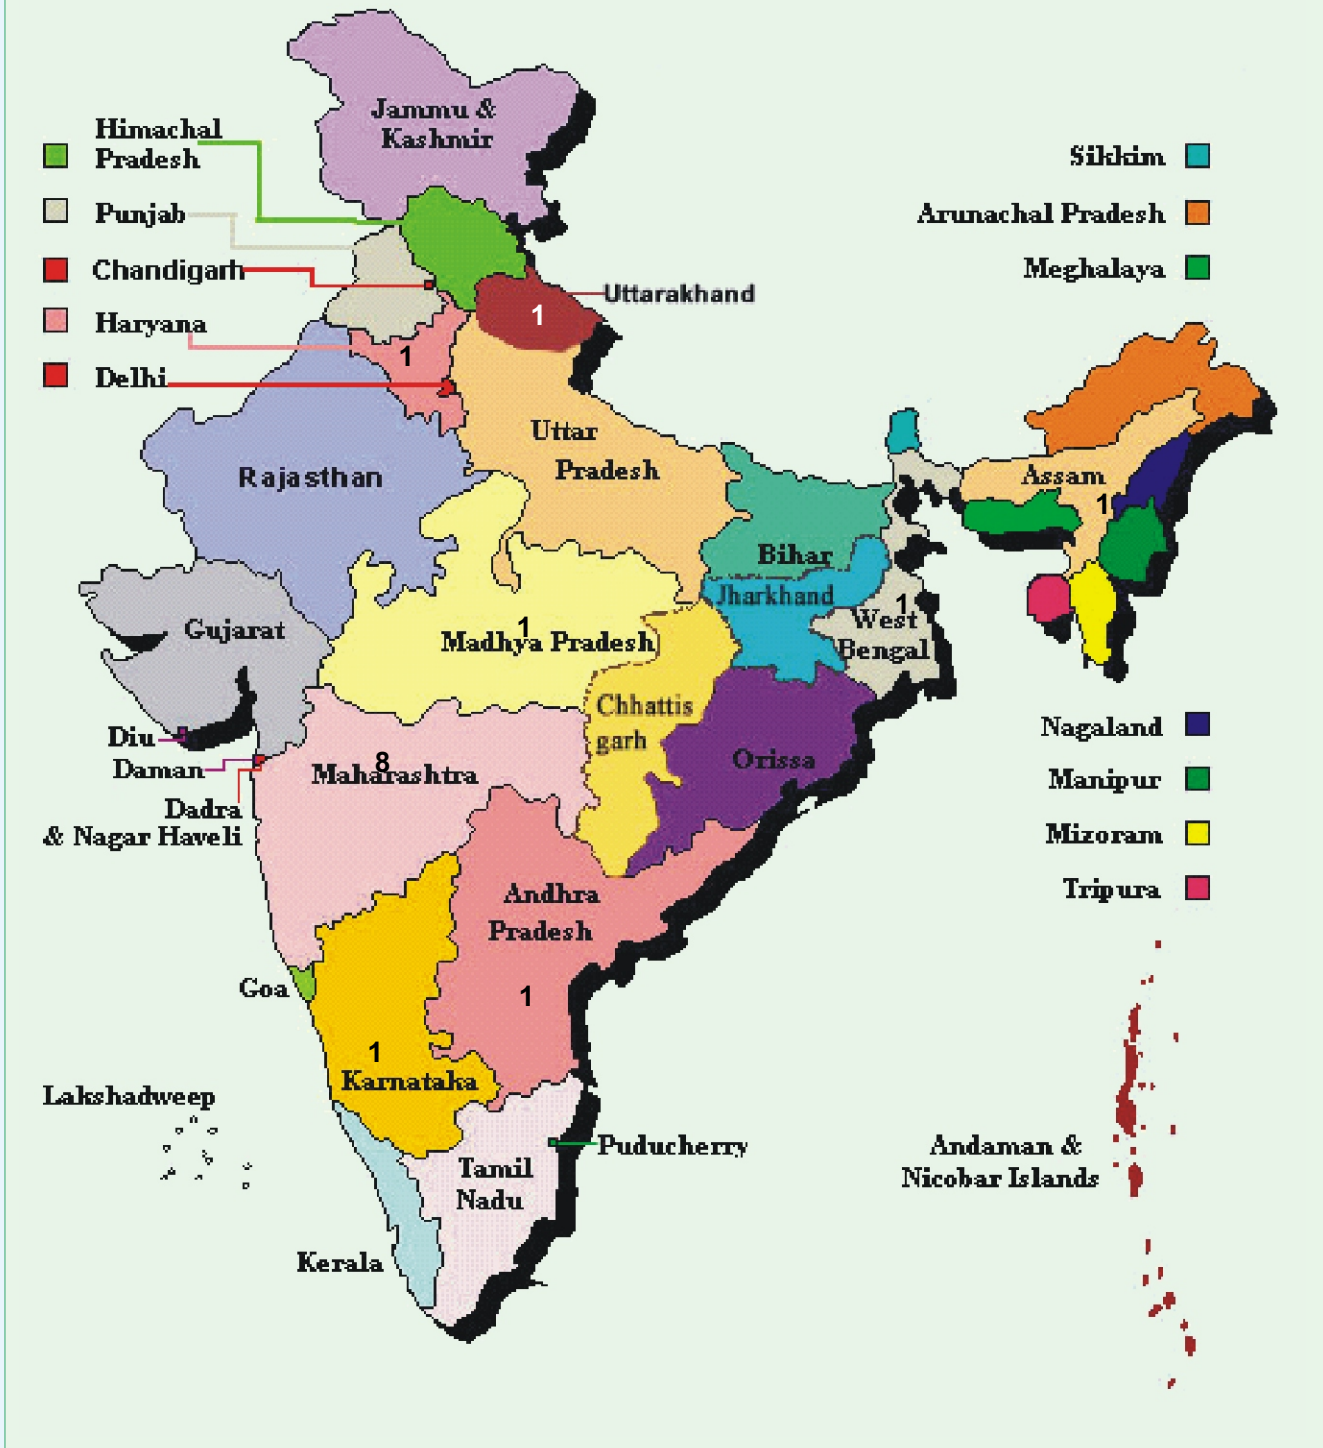 Jammu &
Kashmir
Himachal
Pradesh
Punjab
Chandigarh
Haryana
Delhi
Sikkim
Arunachal Pradesh
Meghalaya
Uttarakhand
1
1
Uttar
Pradesh
Rajasthan
Assam
1
Bihar
Jharkhand
1
West
Bengal
Gujarat
1
Madhya Pradesh
Chhattis
garh
Orissa
Diu
Daman
Dadra
& Nagar Haveli
8
Maharashtra
Nagaland
Manipur
Mizoram
Tripura
Andhra
Pradesh
1
Goa
1
Karnataka
Lakshadweep
Puducherry
Tamil
Nadu
Kerala
Andaman &
Nicobar Islands